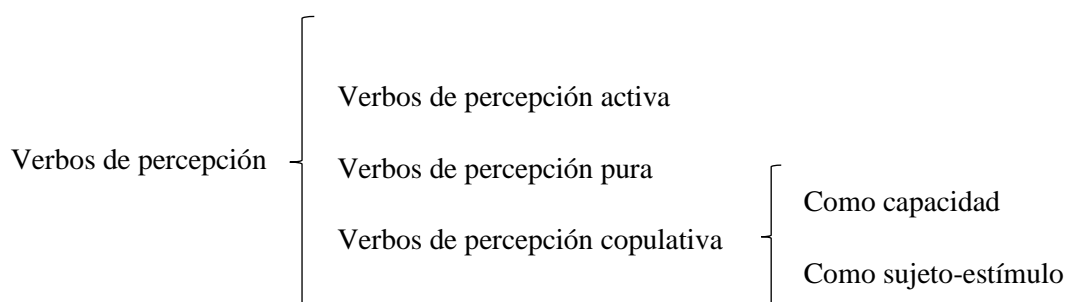 Verbos de percepción activa
Verbos de percepción
Verbos de percepción pura
Como capacidad
Verbos de percepción copulativa
Como sujeto-estímulo